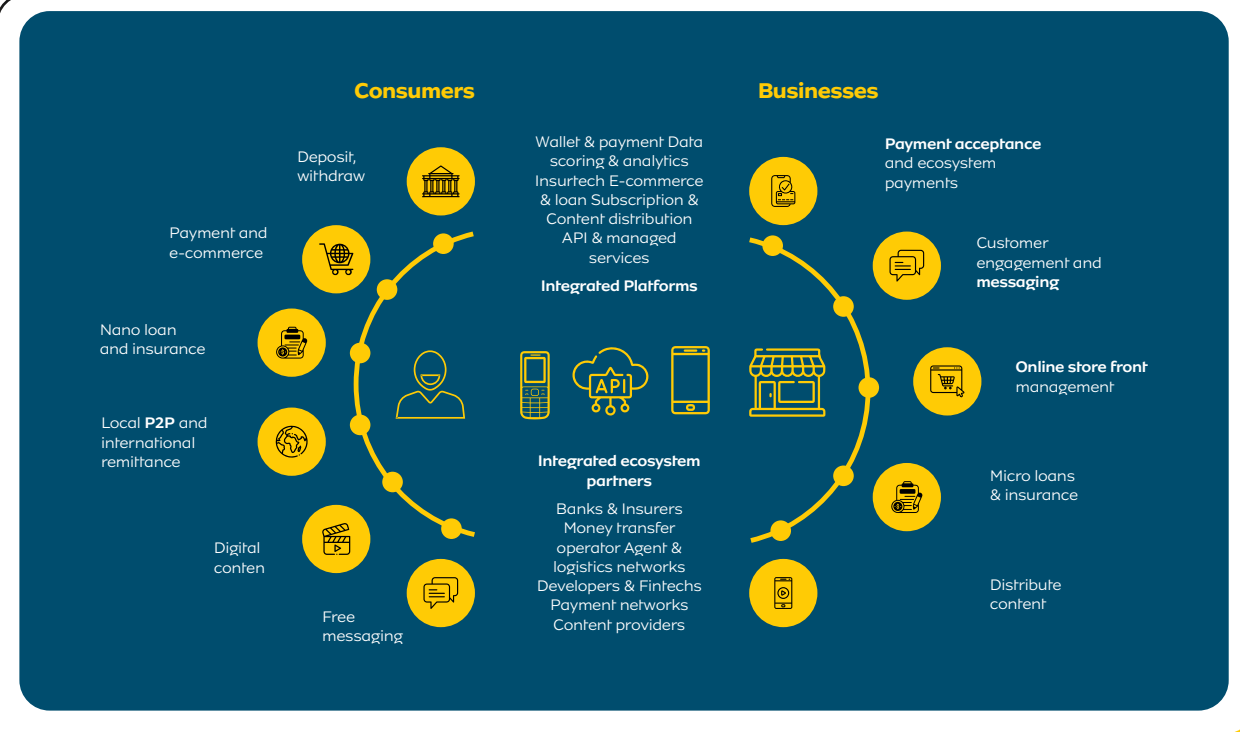 Consumers
Deposit,
withdraw
Payment and
e-commerce
Nano loan
and insurance
Local P2P and
international
remittance
Digital
conten
Free
messaging
Wallet & payment Data
scoring & analytics
Insurtech E-commerce
& loan Subscription &
Content distribution
API & managed
services
Integrated Platforms
API
Integrated ecosystem
partners
Banks & Insurers
Money transfer
operator Agent &
logistics networks
Developers & Fintechs
Payment networks
Content providers
Businesses
Payment acceptance
and ecosystem
payments
Customer
engagement and
messaging
Online store front
management
Micro loans
& insurance
Distribute
content